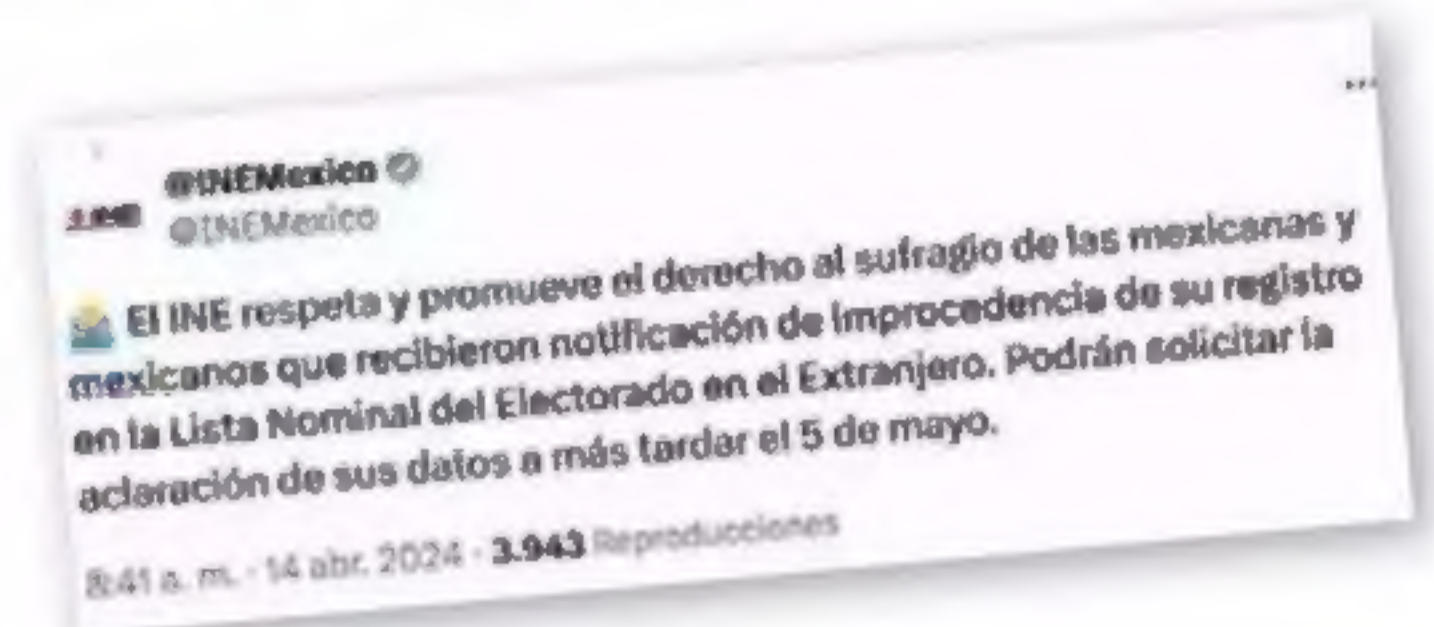 @INEMexico
@INEMexico
El INE respeta y promueve el derecho al sufragio de las mexicanas y
mexicanos que recibieron notificación de improcedencia de su registro
en la Lista Nominal del Electorado en el Extranjero. Podrán solicitar la
aclaración de sus datos a más tardar el 5 de mayo.
8:41 a. m. · 14 abr. 2024 · 3.943 Reproducciones